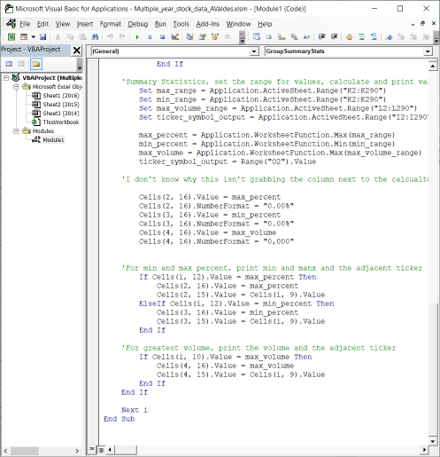 Microsoft Visual Basic for Applications - Multiple_year_stock_data_AValdes.xlsm - [Module1 (Code)]
File Edit View Insert Format Debug Run Tools Add-Ins Window Help
Project - VBAProject
(General)
GroupSummaryStats
VBAProject (Multiple
Microsoft Excel Obje
Sheet1 (2016)
Sheet2 (2015)
Sheet3 (2014)
ThisWorkbook
Modules
Module1
End If
'Summary Statistics, set the range for values, calculate and print val
Set max_range = Application.ActiveSheet.Range("K2:K290")
Set min_range = Application.ActiveSheet.Range("K2:K290")
Set max_volume_range = Application.ActiveSheet.Range("L2:L290")
Set ticker_symbol_output = Application.ActiveSheet.Range("I2:I290"
max_percent = Application.WorksheetFunction.Max(max_range)
min_percent = Application.WorksheetFunction.Min(min_range)
max_volume = Application.WorksheetFunction.Max(max_volume_range)
ticker_symbol_output = Range("O2").Value
'I don't know why this isn't grabbing the column next to the calcualte
Cells(2, 16).Value = max_percent
Cells(2, 16).NumberFormat = "0.00%"
Cells(3, 16).Value = min_percent
Cells(3, 16).NumberFormat = "0.00%"
Cells(4, 16).Value = max_volume
Cells(4, 16).NumberFormat = "0,000"
'For min and max percent, print min and manx and the adjacent ticker
If Cells(i, 12).Value = max_percent Then
Cells(2, 16).Value = max_percent
Cells(2, 15).Value = Cells(i, 9).Value
ElseIf Cells(i, 12).Value = min_percent Then
Cells(3, 16).Value = min_percent
Cells(3, 15).Value = Cells(i, 9).Value
End If
'For greatest volume, print the volume and the adjacent ticker
If Cells(i, 10).Value = max_volume Then
Cells(4, 16).Value = max_volume
Cells(4, 15).Value = Cells(i, 9).Value
End If
End If
Next i
End Sub